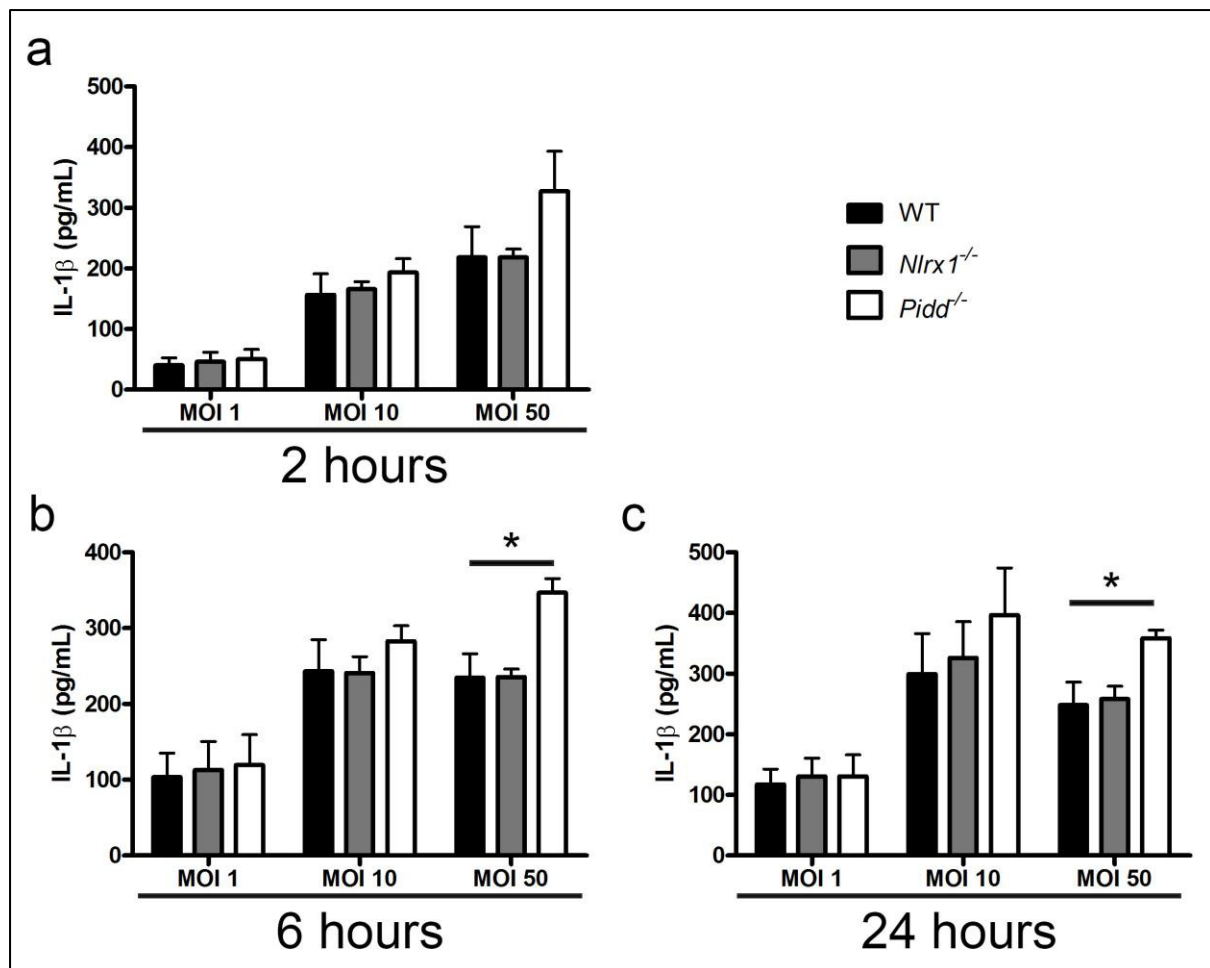 a
500
400
300
200
100
0
IL-1β (pg/mL)
MOI 1 MOI 10 MOI 50
2 hours
WT
Nlrx1-/-
Pidd-/-
b
400
300
200
100
0
IL-1β (pg/mL)
*
MOI 1 MOI 10 MOI 50
6 hours
c
500
400
300
200
100
0
IL-1β (pg/mL)
*
MOI 1 MOI 10 MOI 50
24 hours